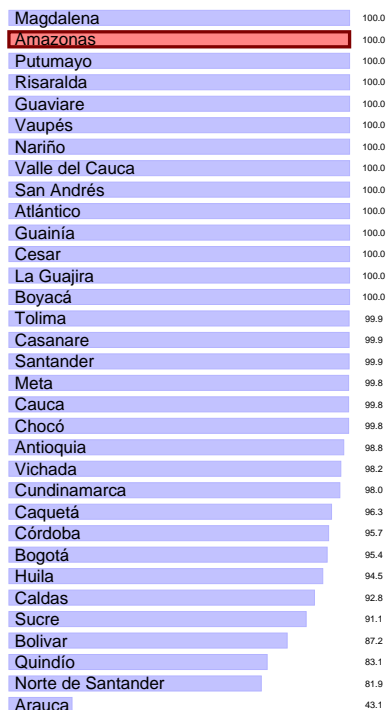 Magdalena 100.0
Amazonas 100.0
Putumayo 100.0
Risaralda 100.0
Guaviare 100.0
Vaupés 100.0
Nariño 100.0
Valle del Cauca 100.0
San Andrés 100.0
Atlántico 100.0
Guainía 100.0
Cesar 100.0
La Guajira 100.0
Boyacá 100.0
Tolima 99.9
Casanare 99.9
Santander 99.9
Meta 99.8
Cauca 99.8
Chocó 99.8
Antioquia 98.8
Vichada 98.2
Cundinamarca 98.0
Caquetá 96.3
Córdoba 95.7
Bogotá 95.4
Huila 94.5
Caldas 92.8
Sucre 91.1
Bolivar 87.2
Quindío 83.1
Norte de Santander 81.9
Arauca 43.1